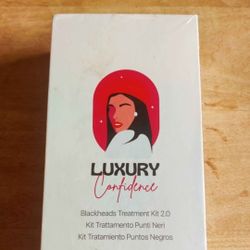 LUXURY
Confidence
Blackheads Treatment Kit 2.0
Kit Trattamento Punti Neri
Kit Tratamiento Puntos Negros